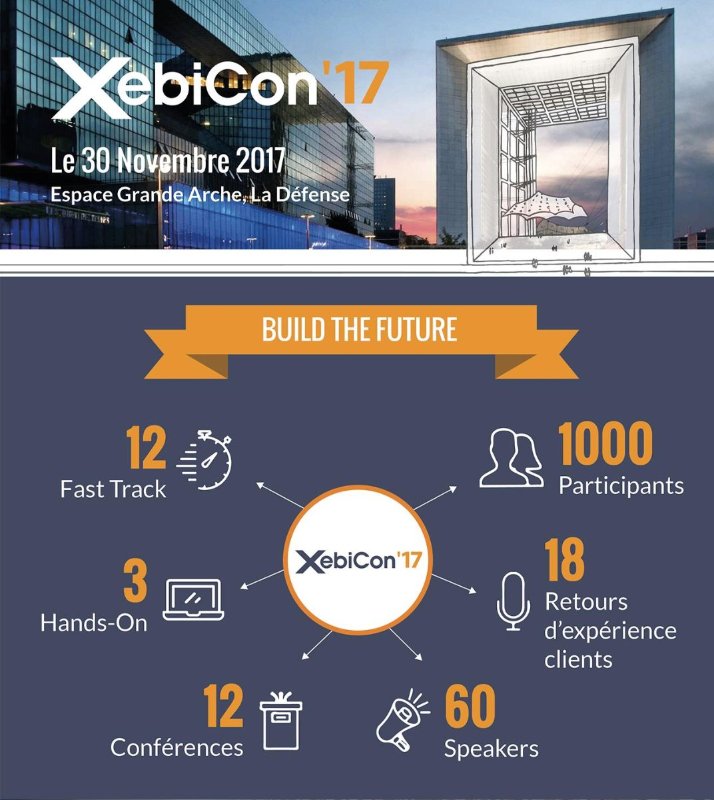 XebiCon'17
Le 30 Novembre 2017
Espace Grande Arche, La Défense
BUILD THE FUTURE
12
Fast Track
1000
Participants
3
Hands-On
XebiCon'17
18
Retours
d'expérience
clients
12
Conférences
60
Speakers